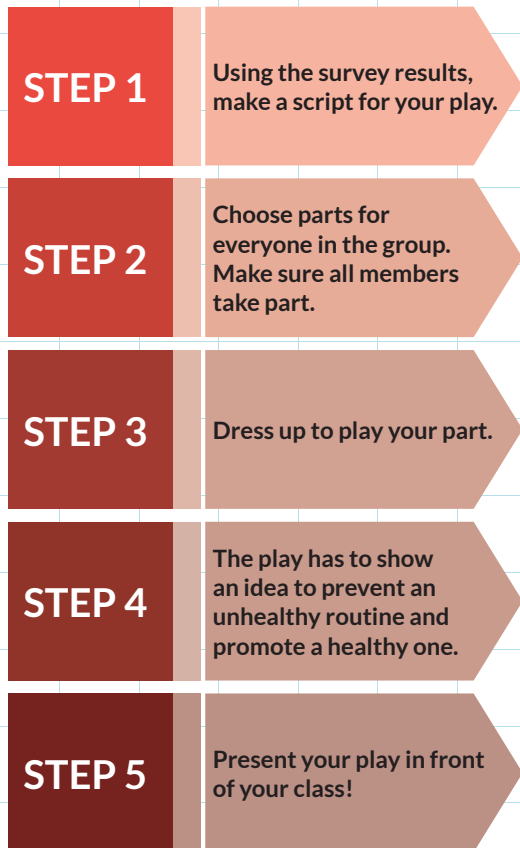 STEP 1
Using the survey results,
make a script for your play.
STEP 2
Choose parts for
everyone in the group.
Make sure all members
take part.
STEP 3
Dress up to play your part.
STEP 4
The play has to show
an idea to prevent an
unhealthy routine and
promote a healthy one.
STEP 5
Present your play in front
of your class!